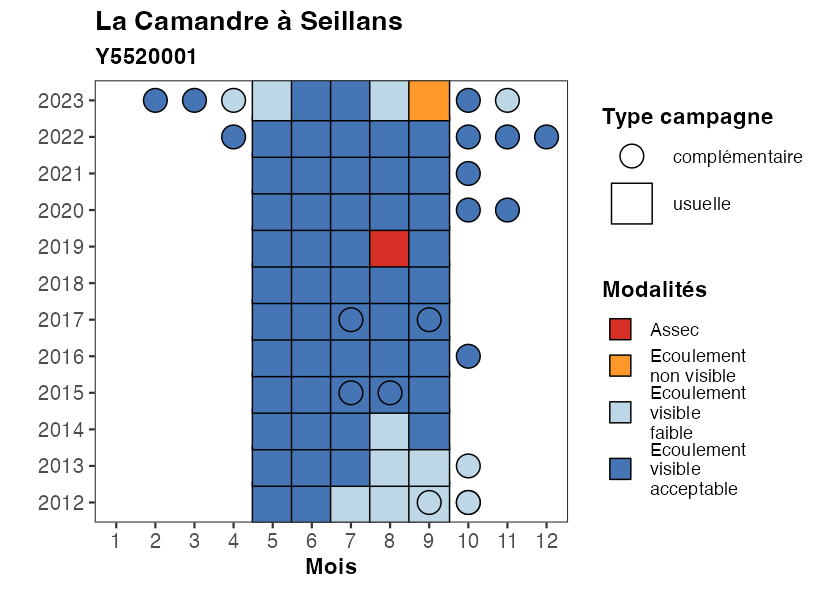 La Camandre à Seillans
Y5520001
2023
2022
2021
2020
2019
2018
2017
2016
2015
2014
2013
2012
1 2 3 4 5 6 7 8 9 10 11 12
Mois
Type campagne
complémentaire
usuelle
Modalités
Assec
Ecoulement
non visible
Ecoulement
visible
faible
Ecoulement
visible
acceptable